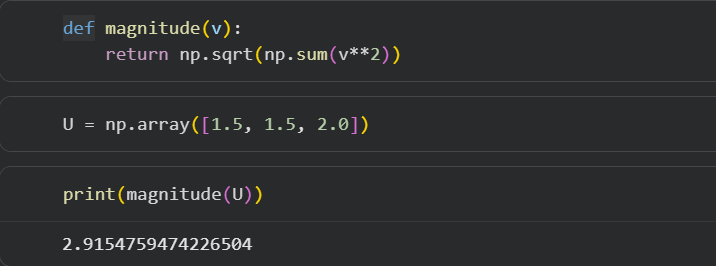 def magnitude(v):
    return np.sqrt(np.sum(v**2))
U = np.array([1.5, 1.5, 2.0])
print(magnitude(U))
2.9154759474226504